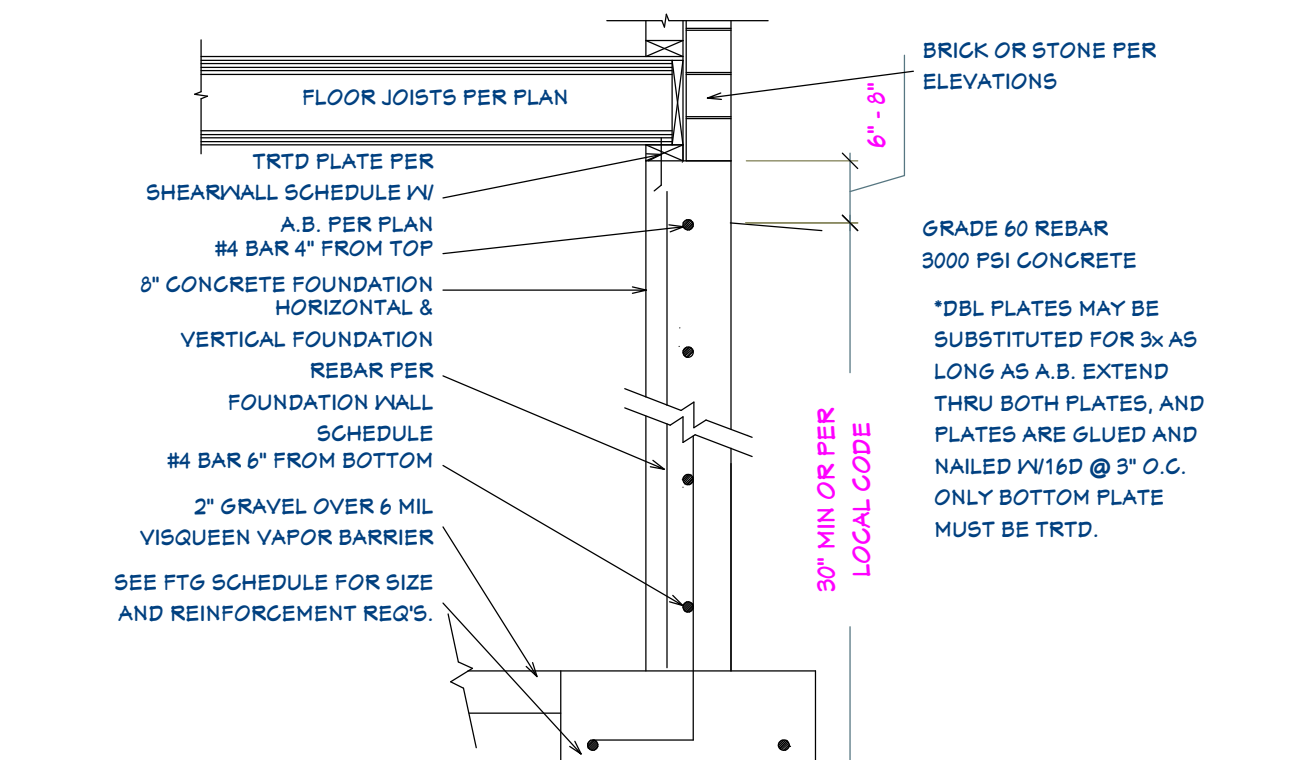 FLOOR JOISTS PER PLAN
TRTD PLATE PER
SHEARWALL SCHEDULE W/
A.B. PER PLAN
#4 BAR 4" FROM TOP
8" CONCRETE FOUNDATION
HORIZONTAL &
VERTICAL FOUNDATION
REBAR PER
FOUNDATION WALL
SCHEDULE
#4 BAR 6" FROM BOTTOM
2" GRAVEL OVER 6 MIL
VISQUEEN VAPOR BARRIER
SEE FTG SCHEDULE FOR SIZE
AND REINFORCEMENT REQ'S.
BRICK OR STONE PER
ELEVATIONS
6" - 8"
30" MIN OR PER
LOCAL CODE
GRADE 60 REBAR
3000 PSI CONCRETE
*DBL PLATES MAY BE
SUBSTITUTED FOR 3x AS
LONG AS A.B. EXTEND
THRU BOTH PLATES, AND
PLATES ARE GLUED AND
NAILED W/16D @ 3" O.C.
ONLY BOTTOM PLATE
MUST BE TRTD.